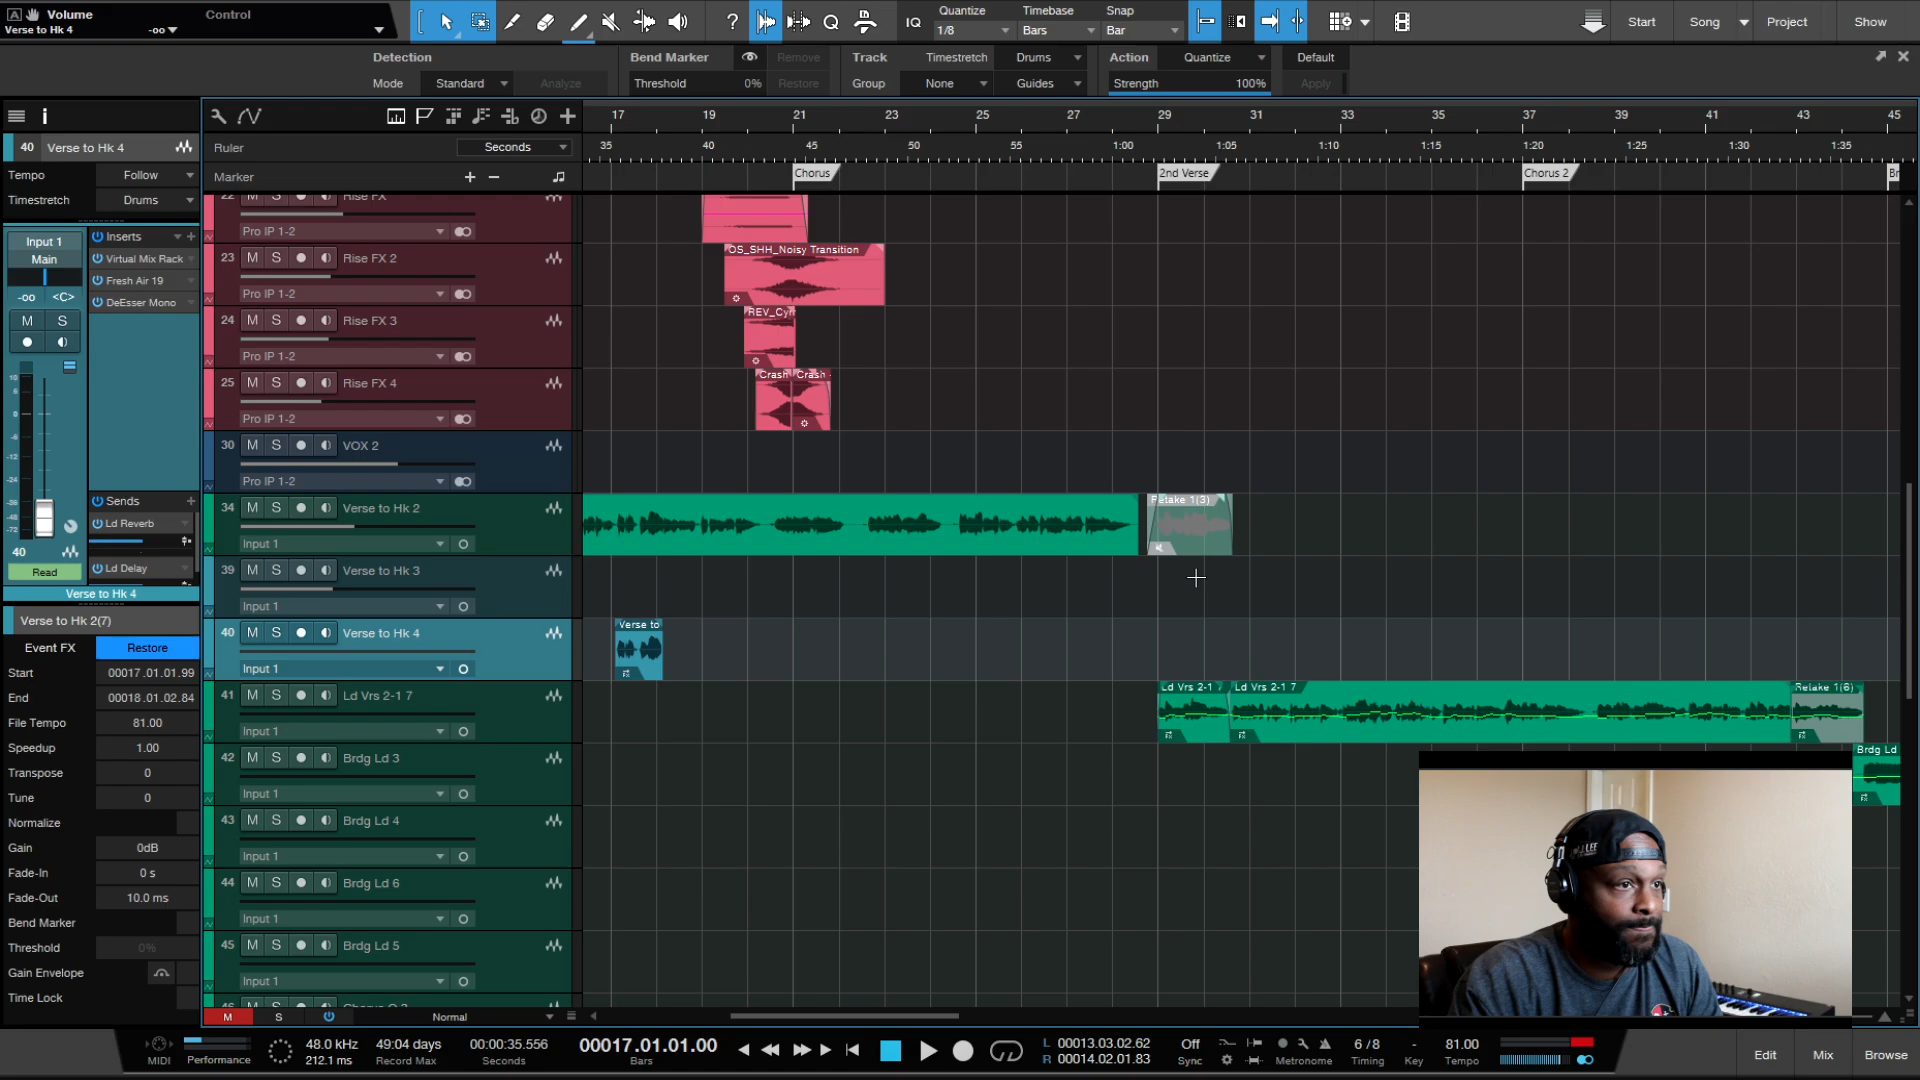 Volume
Verse to Hk 4
Control
-oo
?
Q
IQ
Quantize
1/8
Timebase
Bars
Snap
Bar
Start
Song
Project
Show
Detection
Mode
Standard
Analyze
Bend Marker
Threshold
0%
Remove
Restore
Track
Group
Timestretch
None
Drums
Guides
Action
Strength
Quantize
100%
Default
Apply
40
Verse to Hk 4
Tempo
Follow
Timestretch
Drums
Input 1
Main
-oo
<C>
M
S
Inserts
Virtual Mix Rack
Fresh Air 19
DeEsser Mono
Sends
Ld Reverb
Ld Delay
40
Read
Verse to Hk 4
Verse to Hk 2(7)
Event FX
Restore
Start
00017.01.01.99
End
00018.01.02.84
File Tempo
81.00
Speedup
1.00
Transpose
0
Tune
0
Normalize
Gain
0dB
Fade-In
0 s
Fade-Out
10.0 ms
Bend Marker
Threshold
0%
Gain Envelope
Time Lock
Ruler
Seconds
Marker
17 19 21 23 25 27 29 31 33 35 37 39 41 43 45
35 40 45 50 55 1:00 1:05 1:10 1:15 1:20 1:25 1:30 1:35
Chorus
2nd Verse
Chorus 2
Br
22
Rise FX
Pro IP 1-2
23 M S Rise FX 2
Pro IP 1-2
OS_SHH_Noisy Transition
24 M S Rise FX 3
Pro IP 1-2
REV_Cy
25 M S Rise FX 4
Pro IP 1-2
Crash
Crash
30 M S VOX 2
Pro IP 1-2
34 M S Verse to Hk 2
Input 1
Retake 1(3)
39 M S Verse to Hk 3
Input 1
40 M S Verse to Hk 4
Input 1
Verse to
41 M S Ld Vrs 2-1 7
Input 1
Ld Vrs 2-1 7
Ld Vrs 2-1 7
Retake 1(6)
42 M S Brdg Ld 3
Input 1
Brdg Ld
43 M S Brdg Ld 4
Input 1
44 M S Brdg Ld 6
Input 1
45 M S Brdg Ld 5
Input 1
M
S
Normal
MIDI
Performance
48.0 kHz
212.1 ms
49:04 days
Record Max
00:00:35.556
Seconds
00017.01.01.00
Bars
L 00013.03.02.62
R 00014.02.01.83
Off
Sync
Metronome
6 / 8
Timing
-
Key
81.00
Tempo
Edit
Mix
Browse